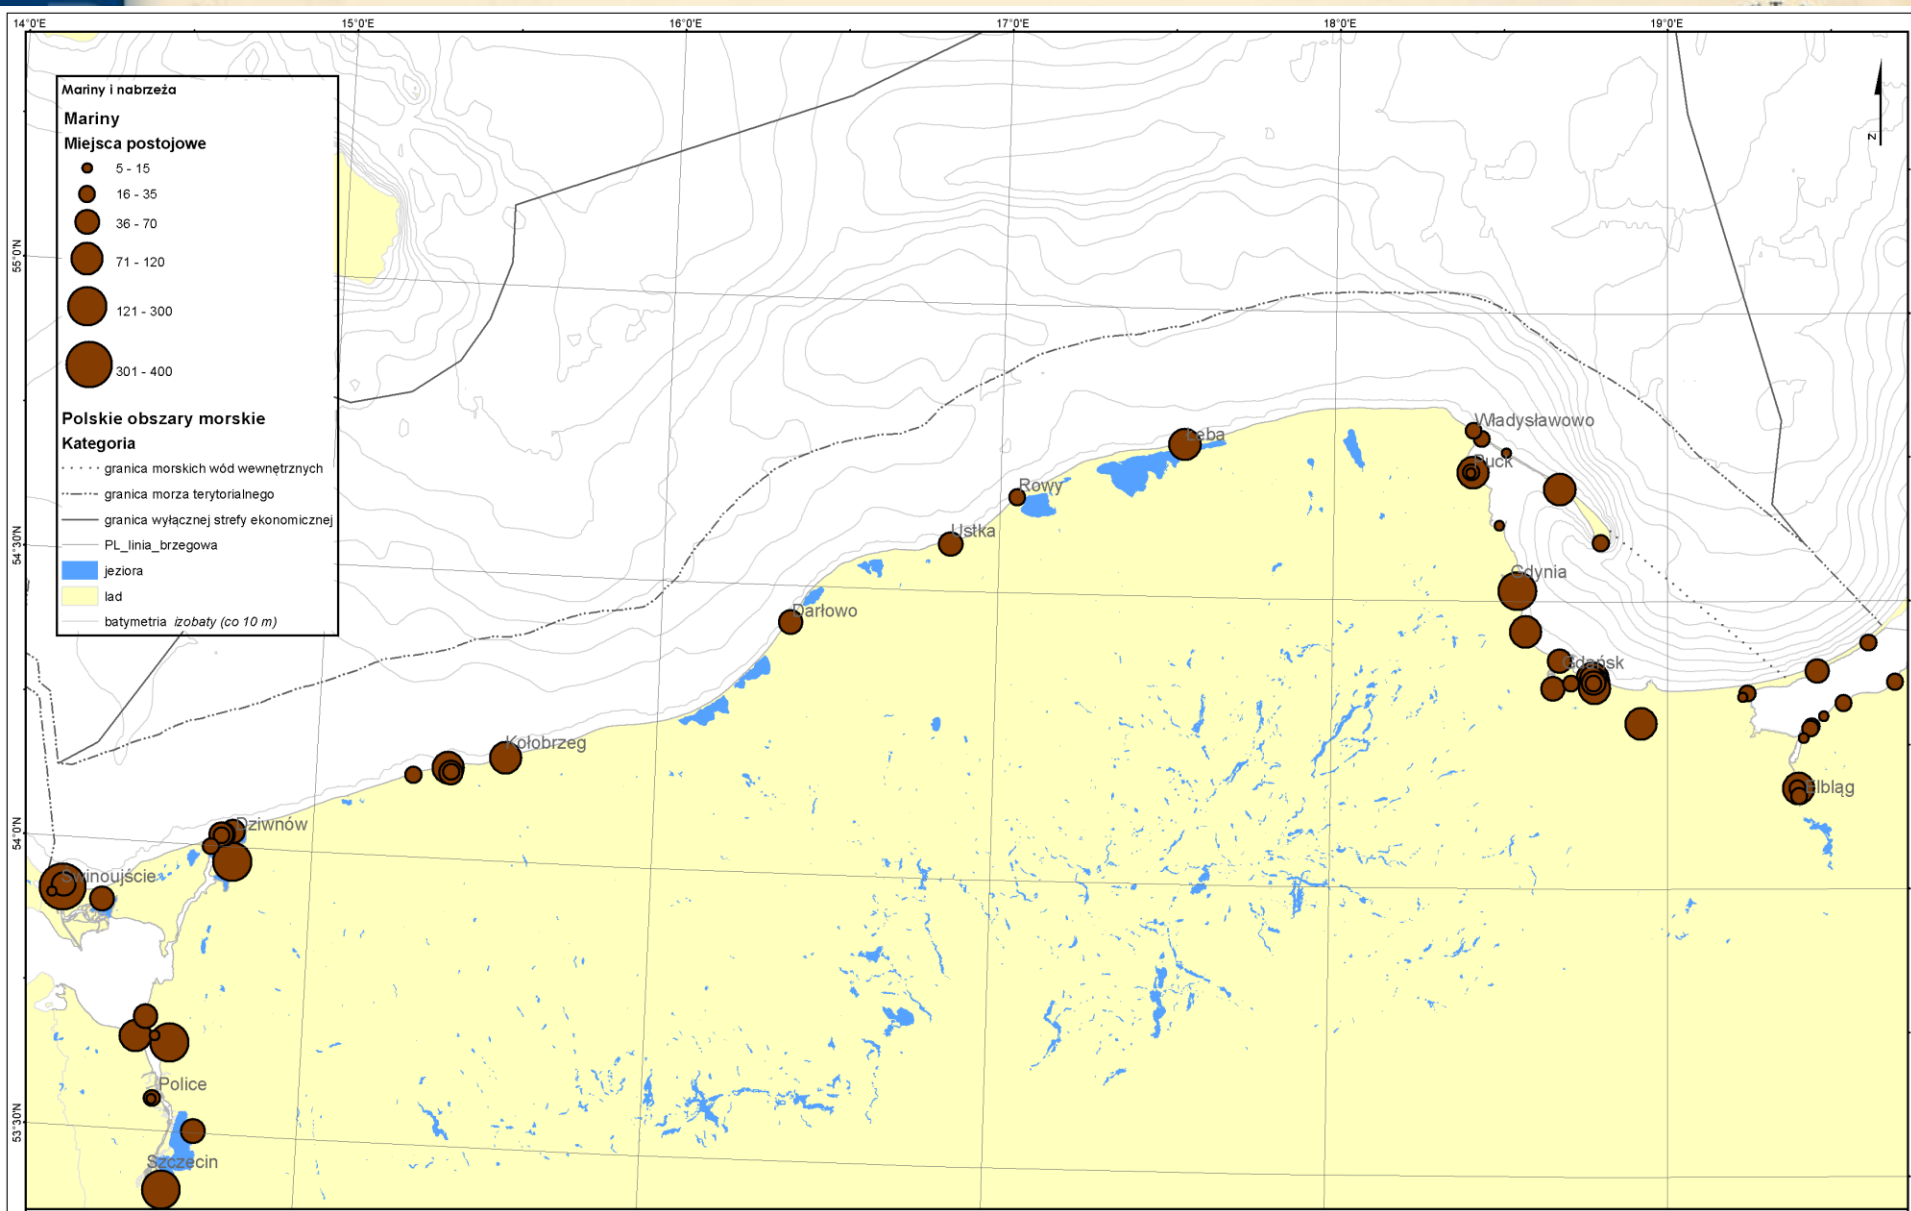 14°0'E 15°0'E 16°0'E 17°0'E 18°0'E 19°0'E
Mariny i nabrzeża
Mariny
Miejsca postojowe
5 - 15
16 - 35
36 - 70
71 - 120
121 - 300
301 - 400
Polskie obszary morskie
Kategoria
granica morskich wód wewnętrznych
granica morza terytorialnego
granica wyłącznej strefy ekonomicznej
PL_linia_brzegowa
jeziora
lad
batymetria izobaty (co 10 m)
55°0'N
54°30'N
54°0'N
53°30'N
N
Władysławowo
Łeba
Puck
Rowy
Ustka
Gdynia
Darłowo
Gdańsk
Kołobrzeg
Elbląg
Dziwnów
Świnoujście
Police
Szczecin